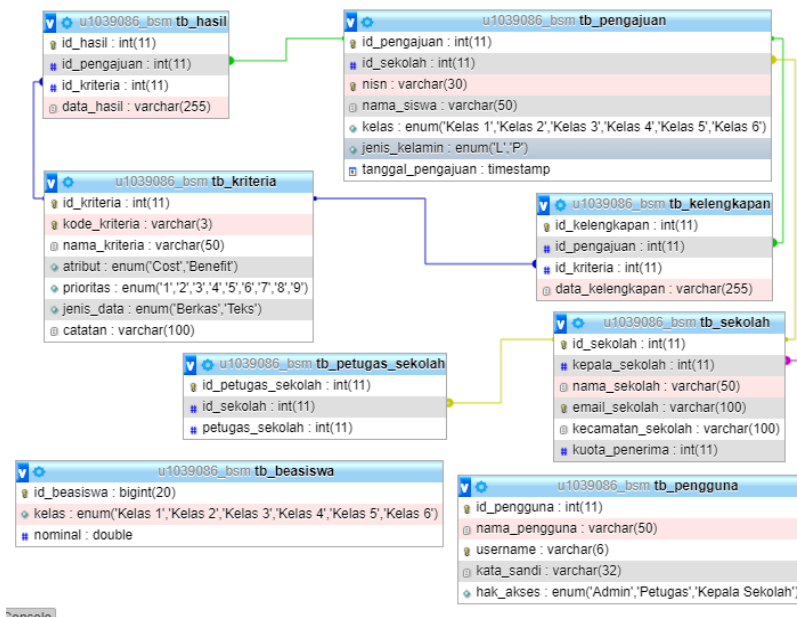 u1039086_bsm tb_hasil
id_hasil : int(11)
id_pengajuan : int(11)
id_kriteria : int(11)
data_hasil : varchar(255)
u1039086_bsm tb_pengajuan
id_pengajuan : int(11)
id_sekolah : int(11)
nisn : varchar(30)
nama_siswa : varchar(50)
kelas : enum('Kelas 1','Kelas 2','Kelas 3','Kelas 4','Kelas 5','Kelas 6')
jenis_kelamin : enum('L','P')
tanggal_pengajuan : timestamp
u1039086_bsm tb_kriteria
id_kriteria : int(11)
kode_kriteria : varchar(3)
nama_kriteria : varchar(50)
atribut : enum('Cost','Benefit')
prioritas : enum('1','2','3','4','5','6','7','8','9')
jenis_data : enum('Berkas','Teks')
catatan : varchar(100)
u1039086_bsm tb_kelengkapan
id_kelengkapan : int(11)
id_pengajuan : int(11)
id_kriteria : int(11)
data_kelengkapan : varchar(255)
u1039086_bsm tb_sekolah
id_sekolah : int(11)
kepala_sekolah : int(11)
nama_sekolah : varchar(50)
email_sekolah : varchar(100)
kecamatan_sekolah : varchar(100)
kuota_penerima : int(11)
u1039086_bsm tb_petugas_sekolah
id_petugas_sekolah : int(11)
id_sekolah : int(11)
petugas_sekolah : int(11)
u1039086_bsm tb_beasiswa
id_beasiswa : bigint(20)
kelas : enum('Kelas 1','Kelas 2','Kelas 3','Kelas 4','Kelas 5','Kelas 6')
nominal : double
u1039086_bsm tb_pengguna
id_pengguna : int(11)
nama_pengguna : varchar(50)
username : varchar(6)
kata_sandi : varchar(32)
hak_akses : enum('Admin','Petugas','Kepala Sekolah')